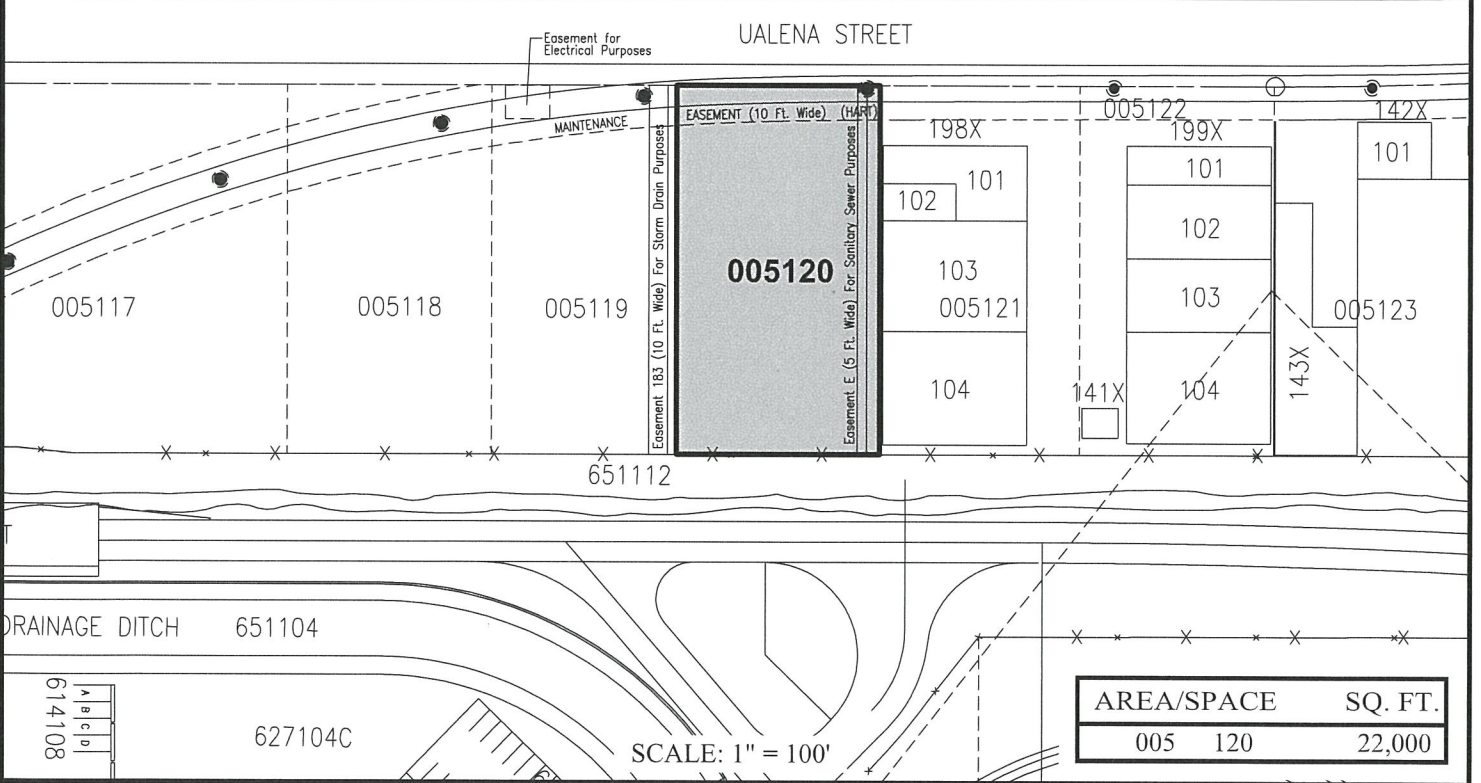 UALENA STREET
Easement for
Electrical Purposes
EASEMENT (10 Ft. Wide) (HART)
MAINTENANCE
005122
142X
198X
199X
101
101
101
102
102
Easement 183 (10 Ft. Wide) For Storm Drain Purposes
Easement E (5 Ft. Wide) For Sanitary Sewer Purposes
005120
103
103
005117
005118
005119
005121
005123
143X
104
141X
104
651112
T
DRAINAGE DITCH 651104
614108
A
B
C
D
627104C
SCALE: 1" = 100'
AREA/SPACE SQ. FT.
005 120 22,000